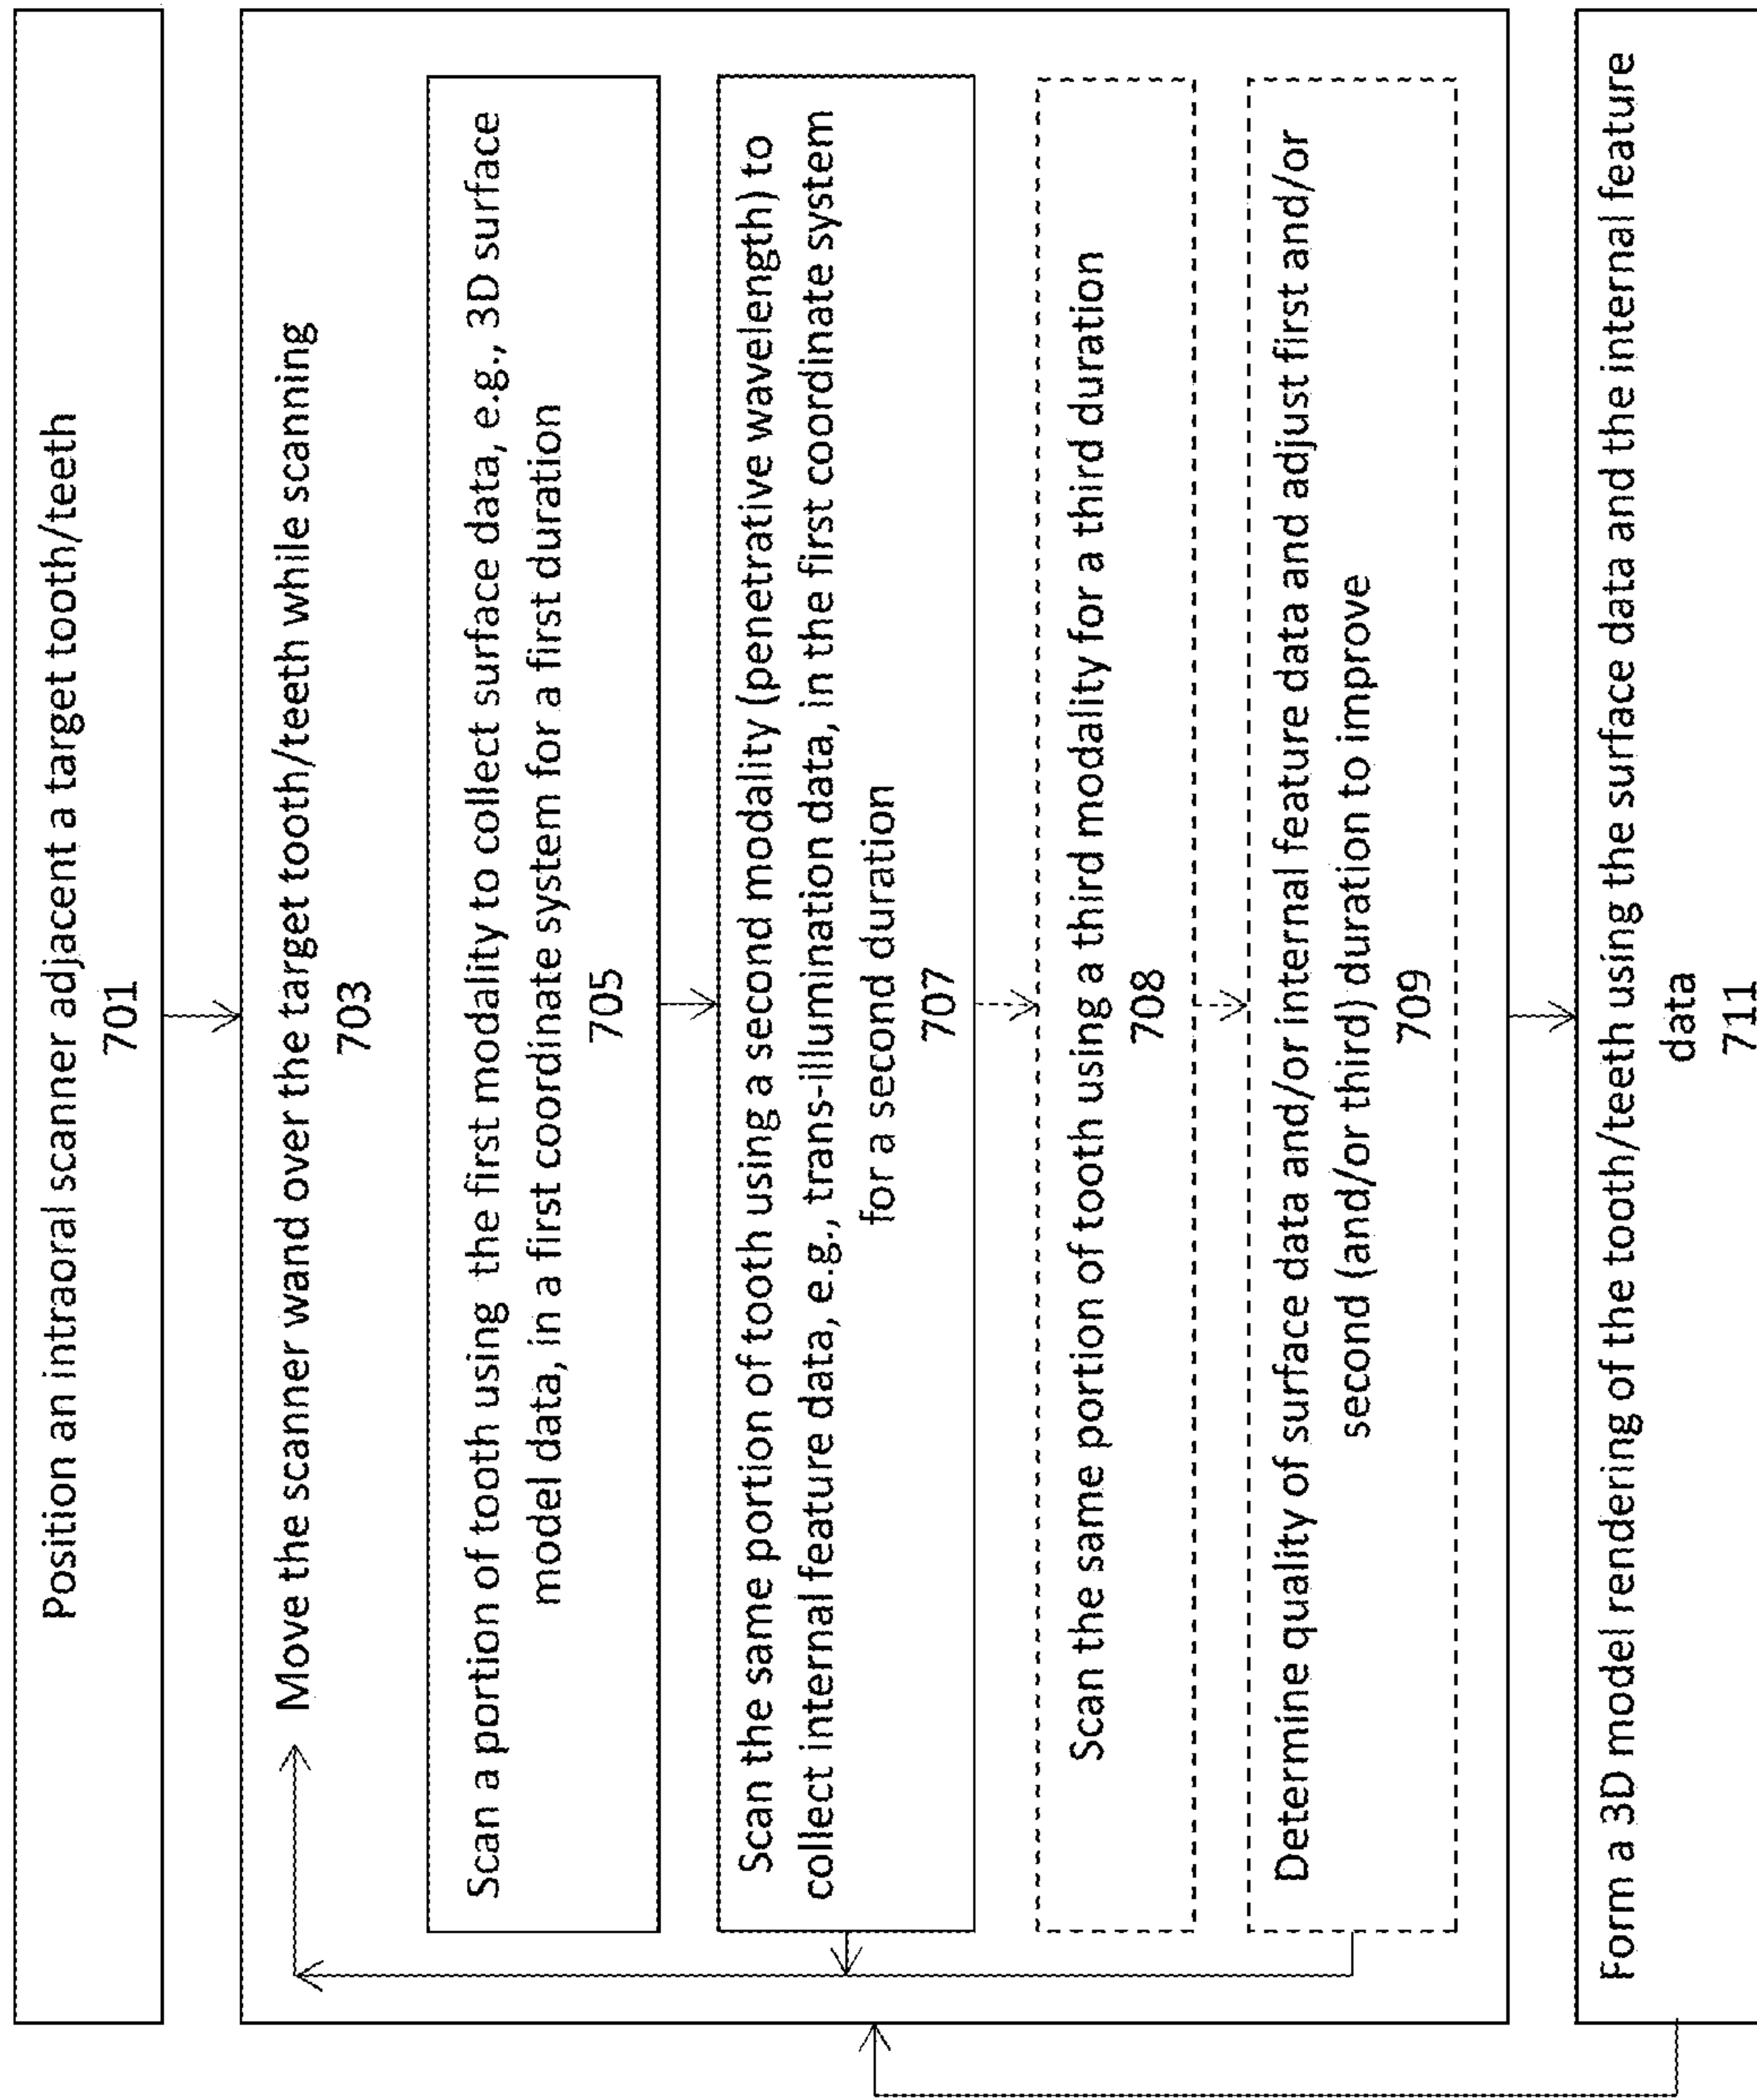 Position an intraoral scanner adjacent a target tooth/teeth
701
Move the scanner wand over the target tooth/teeth while scanning
703
Scan a portion of tooth using the first modality to collect surface data, e.g., 3D surface
model data, in a first coordinate system for a first duration
705
Scan the same portion of tooth using a second modality (penetrative wavelength) to
collect internal feature data, e.g., trans-illumination data, in the first coordinate system
for a second duration
707
Scan the same portion of tooth using a third modality for a third duration
708
Determine quality of surface data and/or internal feature data and adjust first and/or
second (and/or third) duration to improve
709
Form a 3D model rendering of the tooth/teeth using the surface data and the internal feature
data
711